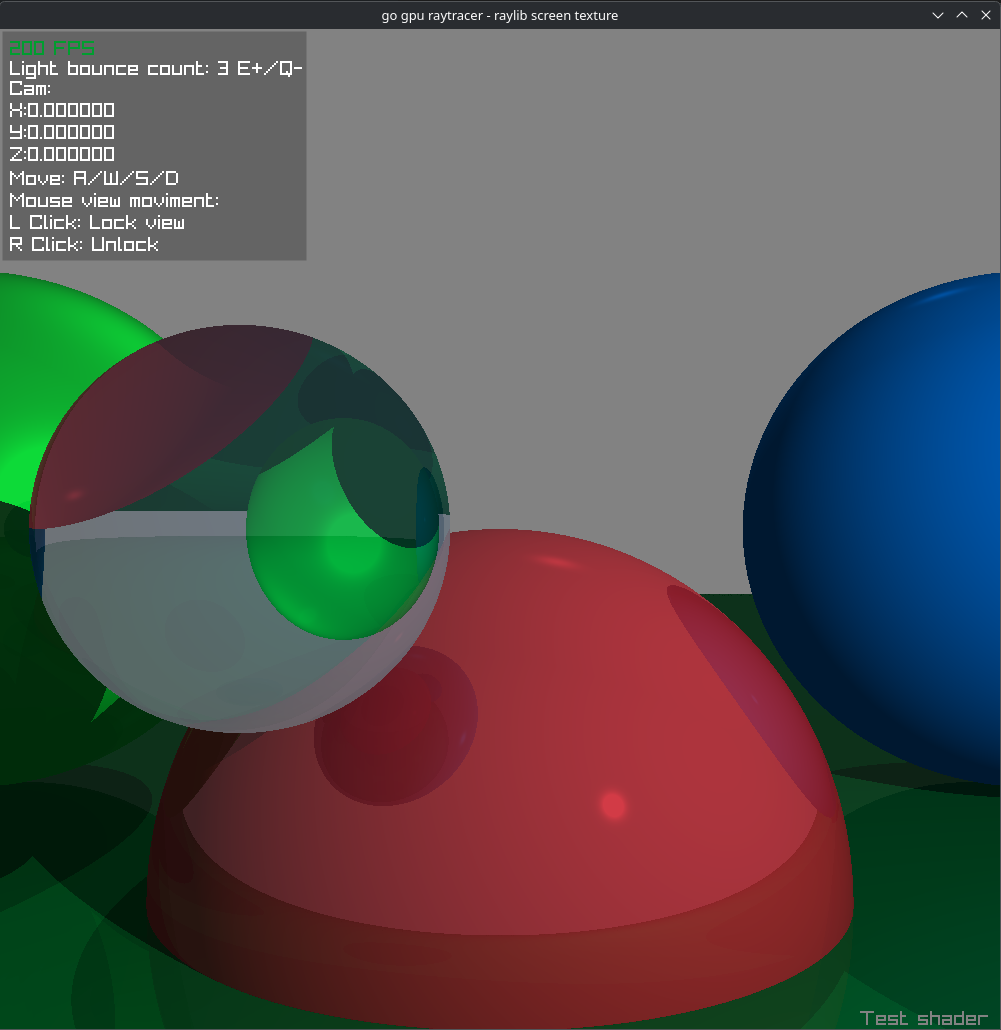 go gpu raytracer - raylib screen texture
200 FPS
Light bounce count: 3 E+/Q-
Cam:
X:0.000000
Y:0.000000
Z:0.000000
Move: A/W/S/D
Mouse view moviment:
L Click: Lock view
R Click: Unlock
Test shader